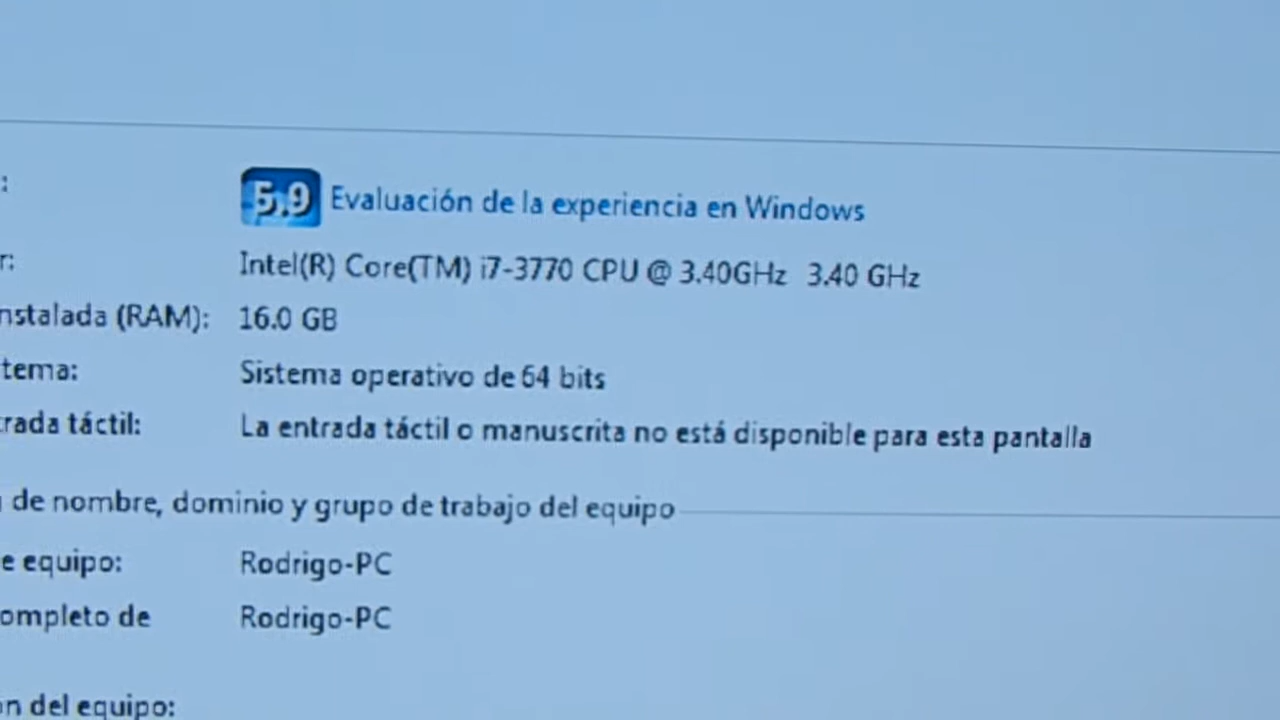 :
5.9 Evaluación de la experiencia en Windows
r: Intel(R) Core(TM) i7-3770 CPU @ 3.40GHz 3.40 GHz
nstalada (RAM): 16.0 GB
tema: Sistema operativo de 64 bits
rada táctil: La entrada táctil o manuscrita no está disponible para esta pantalla
de nombre, dominio y grupo de trabajo del equipo
e equipo: Rodrigo-PC
ompleto de Rodrigo-PC
ón del equipo: